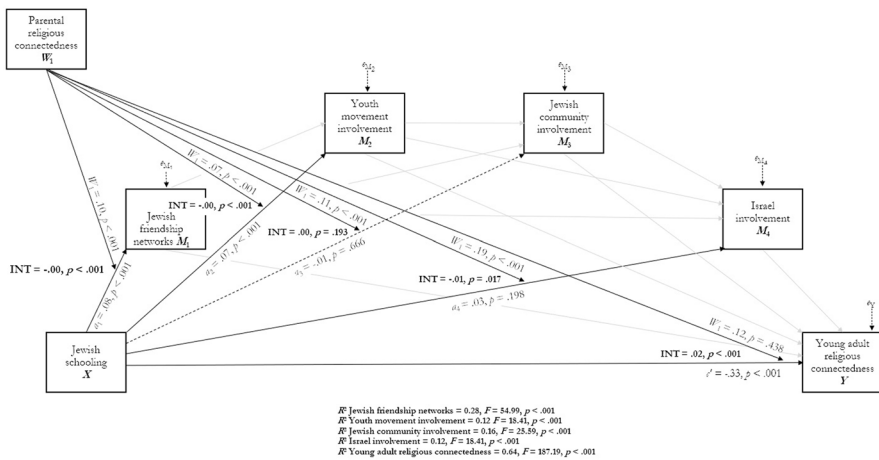 Parental
religious
connectedness
W₁
eM₂
eM₃
Youth
movement
involvement
M₂
Jewish
community
involvement
M₃
eM₁
eM₄
Jewish
friendship
networks M₁
Israel
involvement
M₄
W₁ = .10, p < .001
W₁ = .07, p < .001
W₁ = .11, p < .001
W₁ = .19, p < .001
W₁ = .12, p = .438
INT = -.00, p < .001
INT = -.00, p < .001
INT = .00, p = .193
INT = -.01, p = .017
INT = .02, p < .001
a₁ = .08, p < .001
a₂ = .07, p < .001
a₃ = -.01, p = .666
a₄ = .03, p = .198
c' = -.33, p < .001
Jewish
schooling
X
eY
Young adult
religious
connectedness
Y
R² Jewish friendship networks = 0.28, F = 54.99, p < .001
R² Youth movement involvement = 0.12 F = 18.41, p < .001
R² Jewish community involvement = 0.16, F = 25.59, p < .001
R² Israel involvement = 0.12, F = 18.41, p < .001
R² Young adult religious connectedness = 0.64, F = 187.19, p < .001